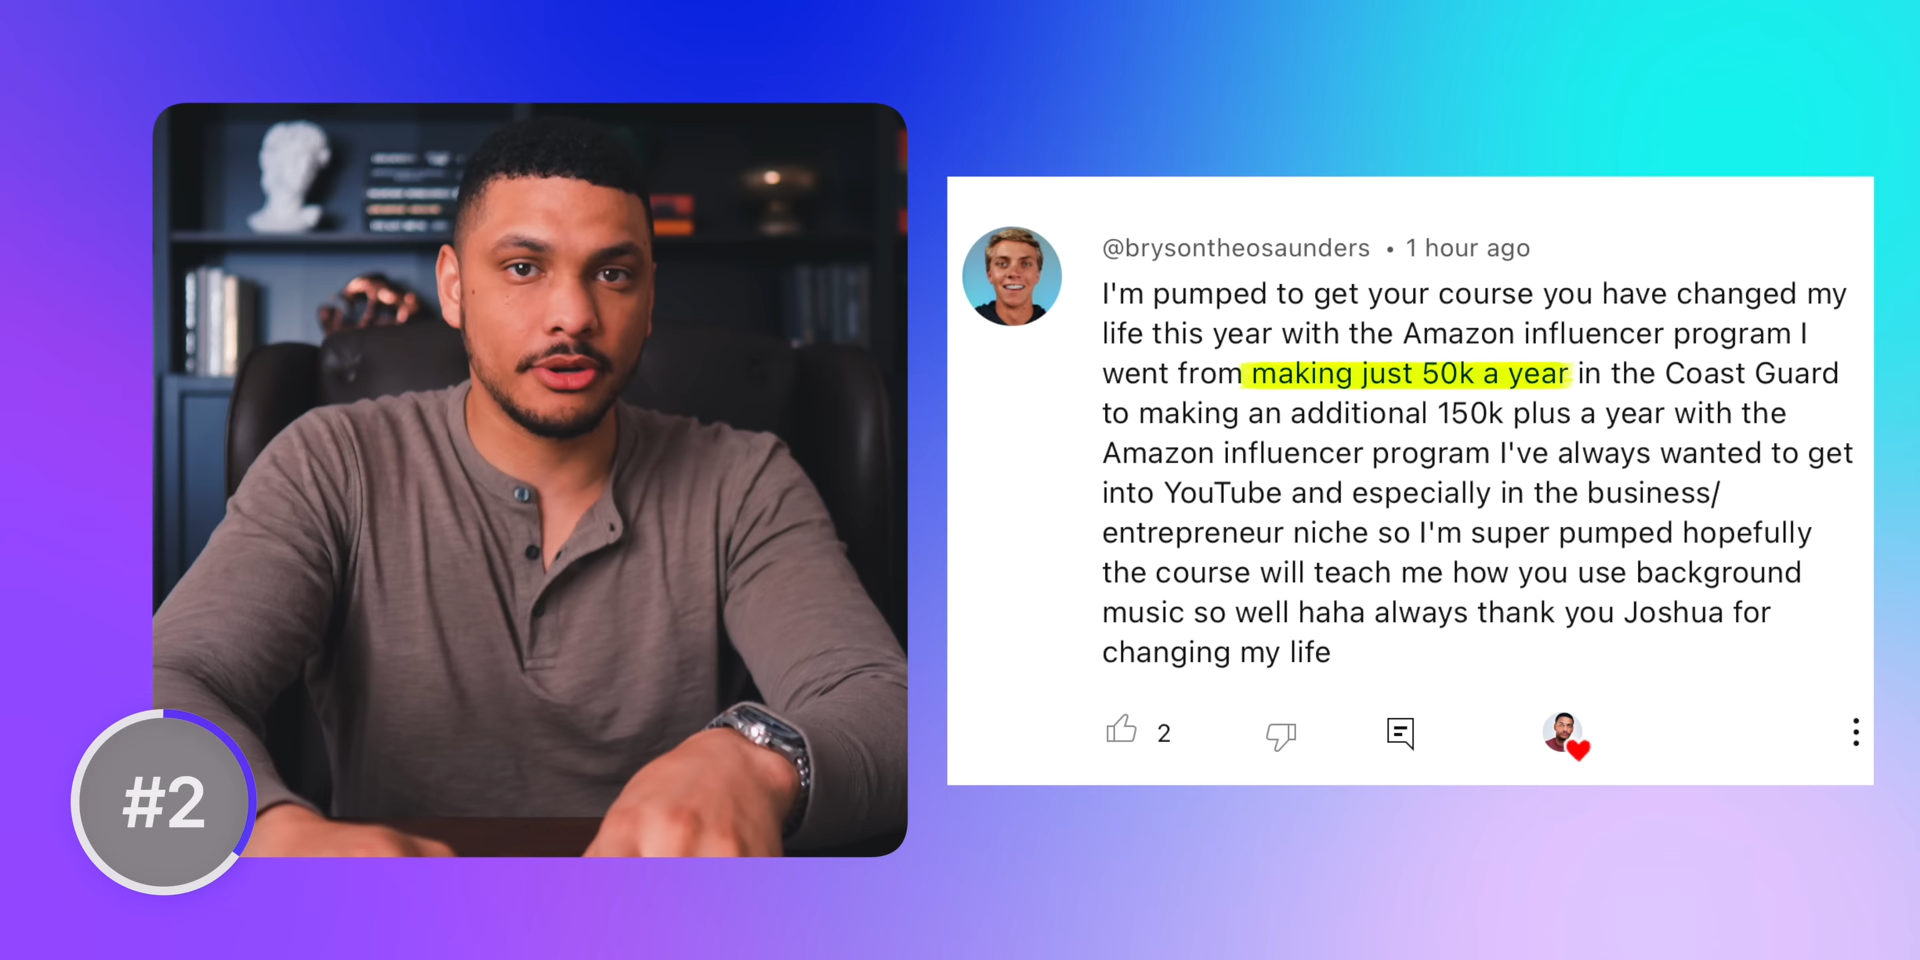 @brysontheosaunders • 1 hour ago
I'm pumped to get your course you have changed my
life this year with the Amazon influencer program I
went from making just 50k a year in the Coast Guard
to making an additional 150k plus a year with the
Amazon influencer program I've always wanted to get
into YouTube and especially in the business/
entrepreneur niche so I'm super pumped hopefully
the course will teach me how you use background
music so well haha always thank you Joshua for
changing my life
2
#2